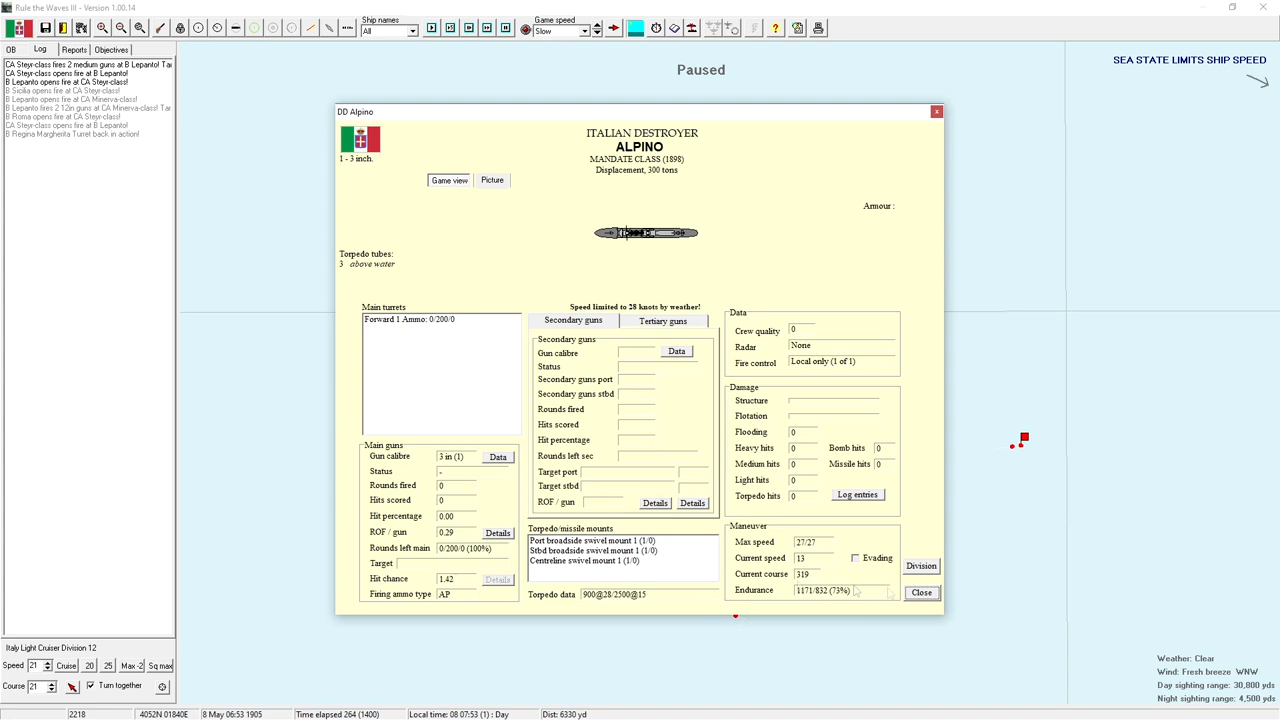 Rule the Waves III - Version 1.00.14
Ship names
All
Game speed
Slow
OB
Log
Reports
Objectives
CA Steyr-class fires 2 medium guns at B Lepanto! Tar
CA Steyr-class opens fire at B Lepanto!
B Lepanto opens fire at CA Steyr-class!
B Sicilia opens fire at CA Steyr-class!
B Lepanto opens fire at CA Minerva-class!
B Lepanto fires 2 12in guns at CA Minerva-class! Tar
B Roma opens fire at CA Steyr-class!
CA Steyr-class opens fire at B Lepanto!
B Regina Margherita Turret back in action!
Paused
SEA STATE LIMITS SHIP SPEED
DD Alpino
x
1 - 3 inch.
ITALIAN DESTROYER
ALPINO
MANDATE CLASS (1898)
Displacement, 300 tons
Game view
Picture
Armour :
Torpedo tubes:
3 above water
Main turrets
Forward 1 Ammo: 0/200/0
Speed limited to 28 knots by weather!
Secondary guns
Tertiary guns
Secondary guns
Gun calibre
Data
Status
Secondary guns port
Secondary guns stbd
Rounds fired
Hits scored
Hit percentage
Rounds left sec
Target port
Target stbd
ROF / gun
Details
Details
Main guns
Gun calibre 3 in (1)
Data
Status -
Rounds fired 0
Hits scored 0
Hit percentage 0.00
ROF / gun 0.29
Details
Rounds left main 0/200/0 (100%)
Target
Hit chance 1.42
Details
Firing ammo type AP
Torpedo/missile mounts
Port broadside swivel mount 1 (1/0)
Stbd broadside swivel mount 1 (1/0)
Centreline swivel mount 1 (1/0)
Torpedo data 900@28/2500@15
Data
Crew quality 0
Radar None
Fire control Local only (1 of 1)
Damage
Structure
Flotation
Flooding 0
Heavy hits 0 Bomb hits 0
Medium hits 0 Missile hits 0
Light hits 0
Torpedo hits 0
Log entries
Maneuver
Max speed 27/27
Current speed 13
Evading
Current course 319
Endurance 1171/832 (73%)
Division
Close
Italy Light Cruiser Division 12
Speed 21 Cruise 20 25 Max -2 Sq max
Course 21 Turn together
Weather: Clear
Wind: Fresh breeze WNW
Day sighting range: 30,800 yds
Night sighting range: 4,500 yds
2218
4052N 01840E
8 May 06:53 1905
Time elapsed 264 (1400)
Local time: 08 07:53 (1) : Day
Dist: 6330 yd